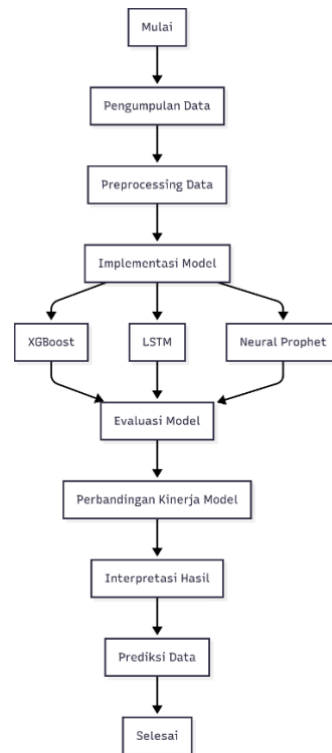 Mulai
Pengumpulan Data
Preprocessing Data
Implementasi Model
XGBoost
LSTM
Neural Prophet
Evaluasi Model
Perbandingan Kinerja Model
Interpretasi Hasil
Prediksi Data
Selesai